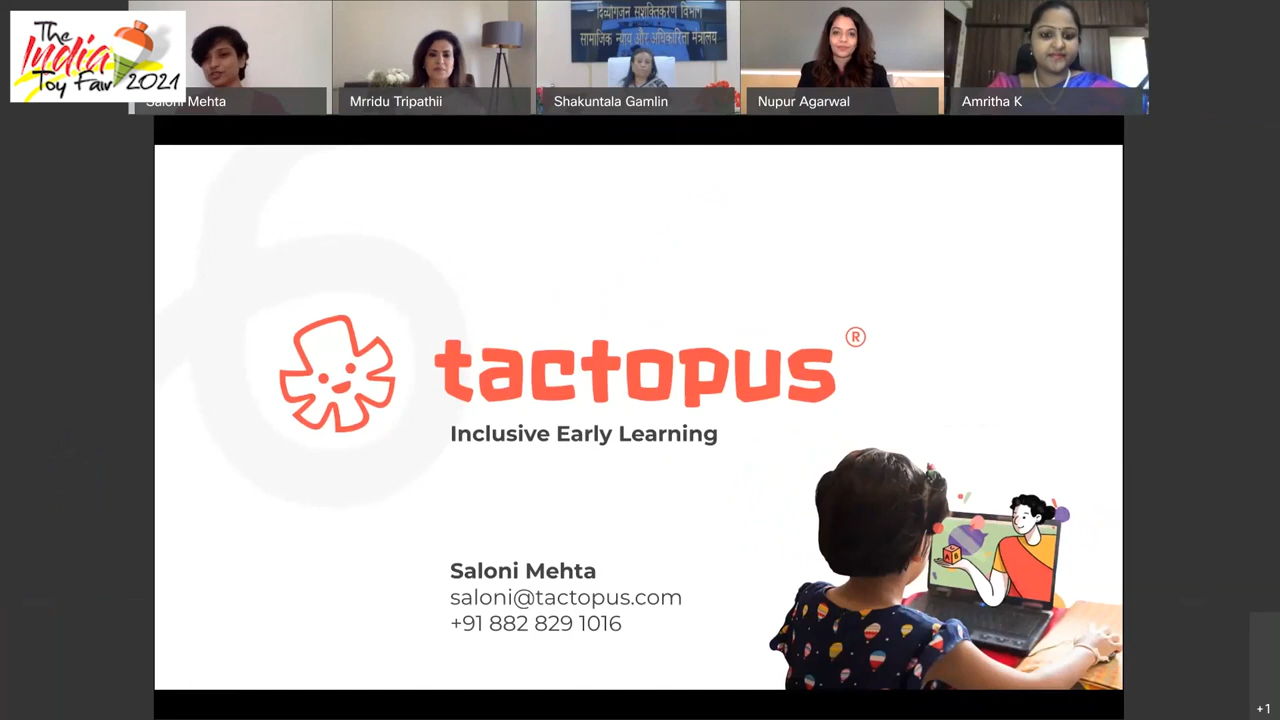 The
India
Toy Fair 2021
दिव्यांगजन सशक्तिकरण विभाग
सामाजिक न्याय और अधिकारिता मंत्रालय
Saloni Mehta
Mrridu Tripathii
Shakuntala Gamlin
Nupur Agarwal
Amritha K
tactopus®
Inclusive Early Learning
A B
Saloni Mehta
saloni@tactopus.com
+91 882 829 1016
+1